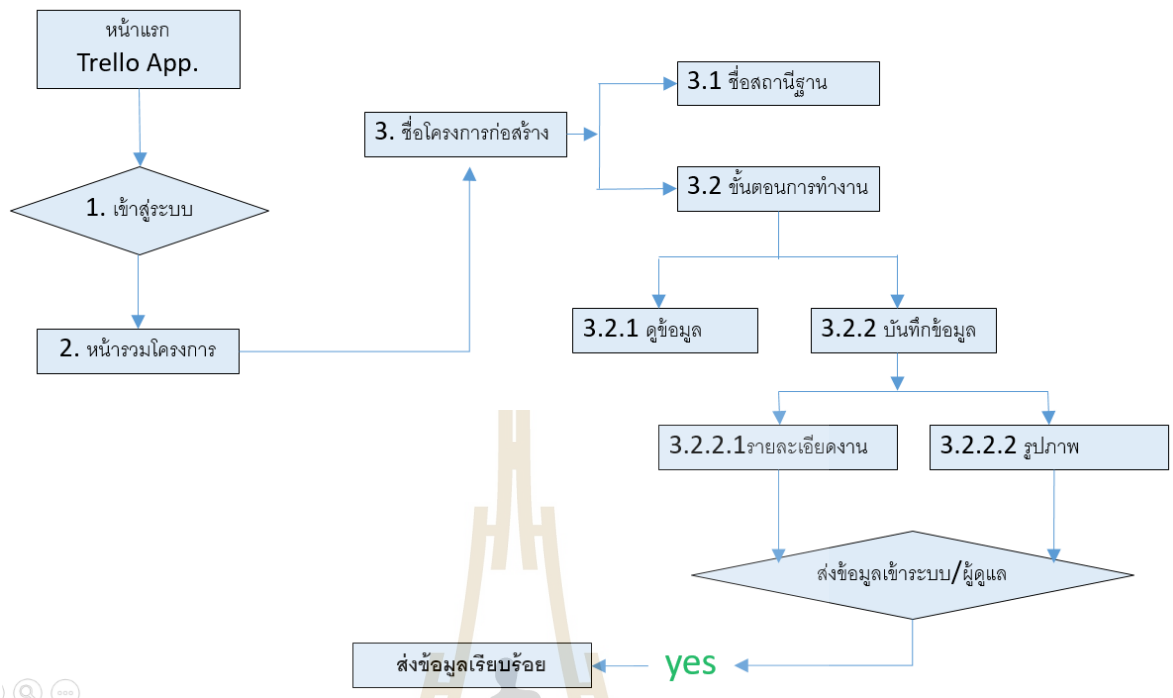 หน้าแรก
Trello App.
1. เข้าสู่ระบบ
2. หน้ารวมโครงการ
3. ชื่อโครงการก่อสร้าง
3.1 ชื่อสถานีฐาน
3.2 ขั้นตอนการทำงาน
3.2.1 ดูข้อมูล
3.2.2 บันทึกข้อมูล
3.2.2.1รายละเอียดงาน
3.2.2.2 รูปภาพ
ส่งข้อมูลเข้าระบบ/ผู้ดูแล
yes
ส่งข้อมูลเรียบร้อย